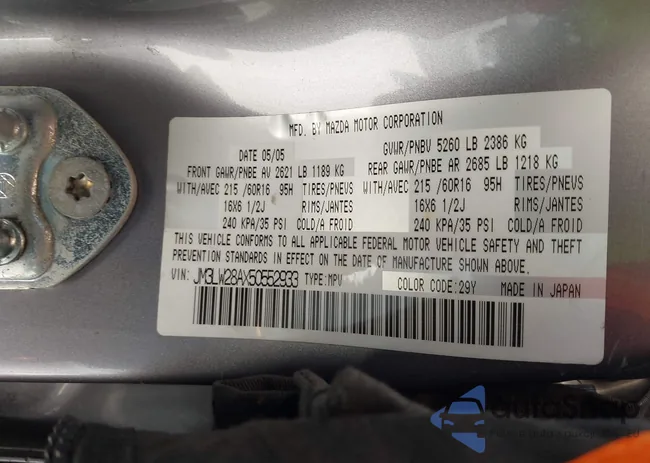 MFD. BY MAZDA MOTOR CORPORATION
DATE 05/05 GVWR/PNBV 5260 LB 2386 KG
FRONT GAWR/PNBE AV 2621 LB 1189 KG REAR GAWR/PNBE AR 2685 LB 1218 KG
WITH/AVEC 215 /60R16 95H TIRES/PNEUS WITH/AVEC 215 /60R16 95H TIRES/PNEUS
16X6 1/2J RIMS/JANTES 16X6 1/2J RIMS/JANTES
240 KPA/35 PSI COLD/A FROID 240 KPA/35 PSI COLD/A FROID
THIS VEHICLE CONFORMS TO ALL APPLICABLE FEDERAL MOTOR VEHICLE SAFETY AND THEFT
PREVENTION STANDARDS IN EFFECT ON THE DATE OF MANUFACTURE SHOWN ABOVE.
VIN: JM3LW28AX50552933 TYPE:MPV COLOR CODE:29Y MADE IN JAPAN